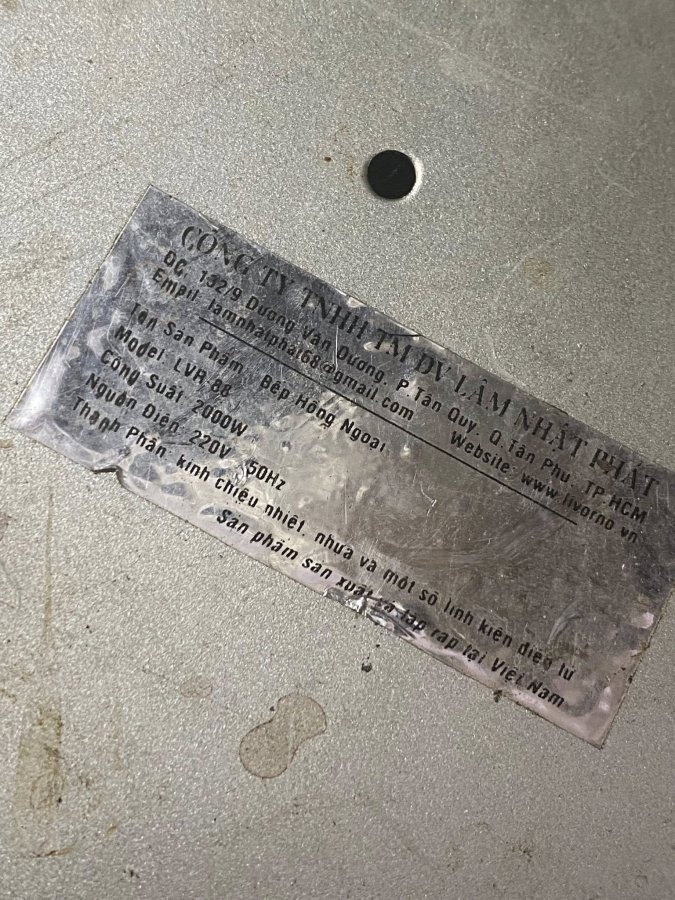 CÔNG TY TNHH TM DV LÂM NHẤT PHÁT
ĐC: 132/9 Dương Văn Dương, P.Tân Quý, Q.Tân Phú, TP HCM
Email: lamnhatphat68@gmail.com Website: www.livorno.vn
Tên Sản Phẩm: Bếp Hồng Ngoại
Model: LVR 88
Công Suất: 2000W
Nguồn Điện: 220V 50Hz
Thành Phần: kính chiệu nhiệt, nhựa và một số linh kiện điện tử
Sản phẩm sản xuất và lắp ráp tại Việt Nam